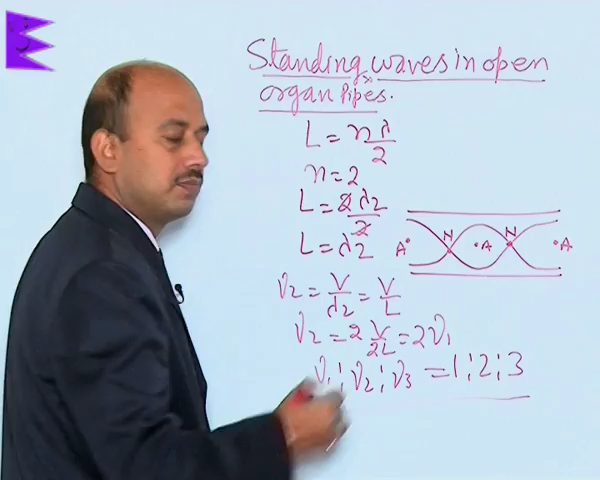 Standing waves in open
organ Pipes.
L = nλ/2
n = 2
L = 2λ2/2
L = λ2
ν2 = V/λ2 = V/L
ν2 = 2 V/2L = 2ν1
ν1 : ν2 : ν3 = 1 : 2 : 3
A N A N A